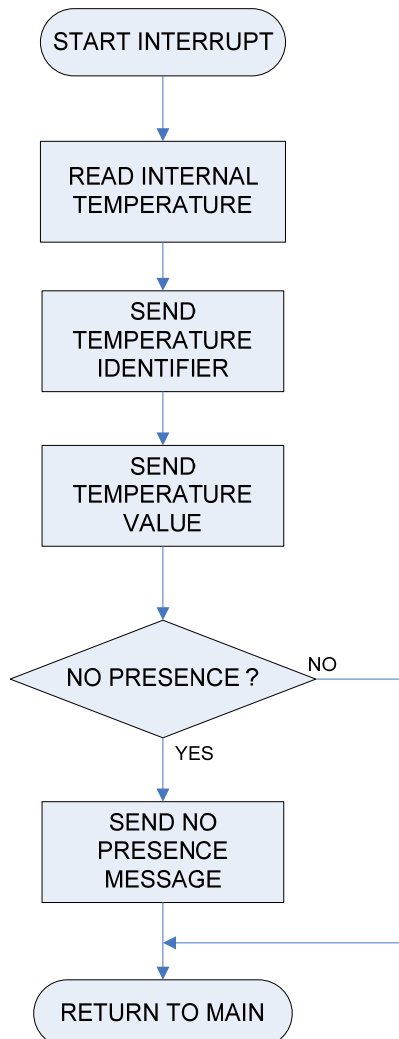 START INTERRUPT
READ INTERNAL
TEMPERATURE
SEND
TEMPERATURE
IDENTIFIER
SEND
TEMPERATURE
VALUE
NO PRESENCE ?
NO
YES
SEND NO
PRESENCE
MESSAGE
RETURN TO MAIN